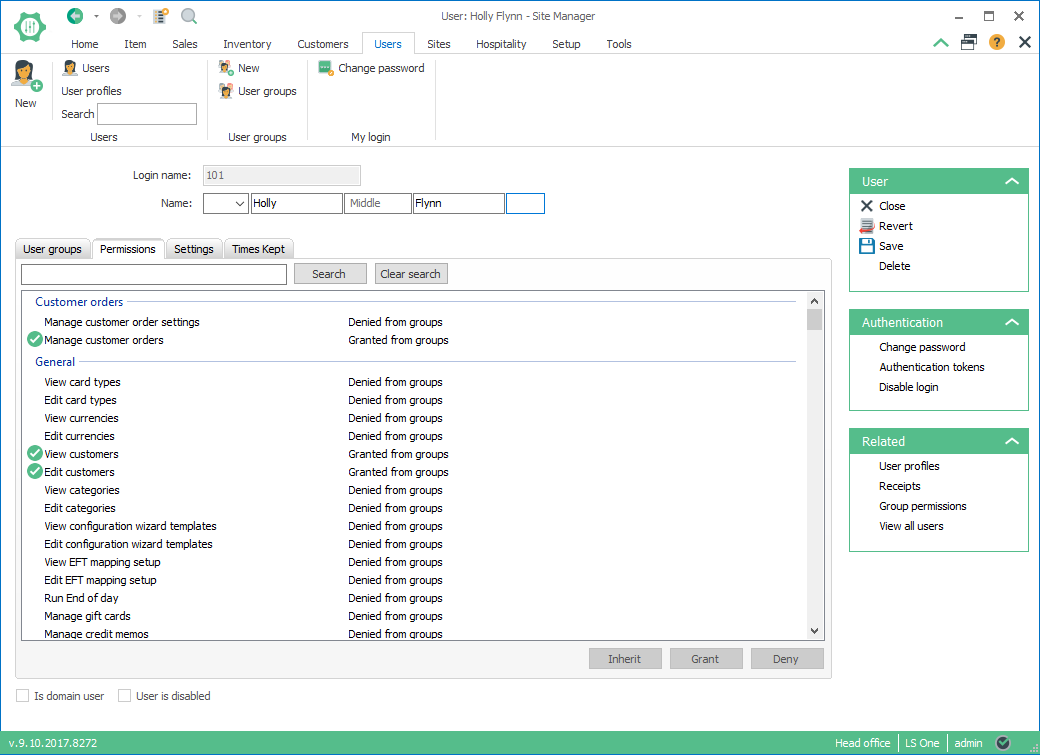 User: Holly Flynn - Site Manager
Home Item Sales Inventory Customers Users Sites Hospitality Setup Tools
New
Users
User profiles
Search
Users
New
User groups
User groups
Change password
My login
Login name: 101
Name: Holly Middle Flynn
User groups Permissions Settings Times Kept
Search Clear search
Customer orders
Manage customer order settings Denied from groups
Manage customer orders Granted from groups
General
View card types Denied from groups
Edit card types Denied from groups
View currencies Denied from groups
Edit currencies Denied from groups
View customers Granted from groups
Edit customers Granted from groups
View categories Denied from groups
Edit categories Denied from groups
View configuration wizard templates Denied from groups
Edit configuration wizard templates Denied from groups
View EFT mapping setup Denied from groups
Edit EFT mapping setup Denied from groups
Run End of day Denied from groups
Manage gift cards Denied from groups
Manage credit memos Denied from groups
Inherit Grant Deny
Is domain user User is disabled
User
Close
Revert
Save
Delete
Authentication
Change password
Authentication tokens
Disable login
Related
User profiles
Receipts
Group permissions
View all users
v.9.10.2017.8272 Head office LS One admin